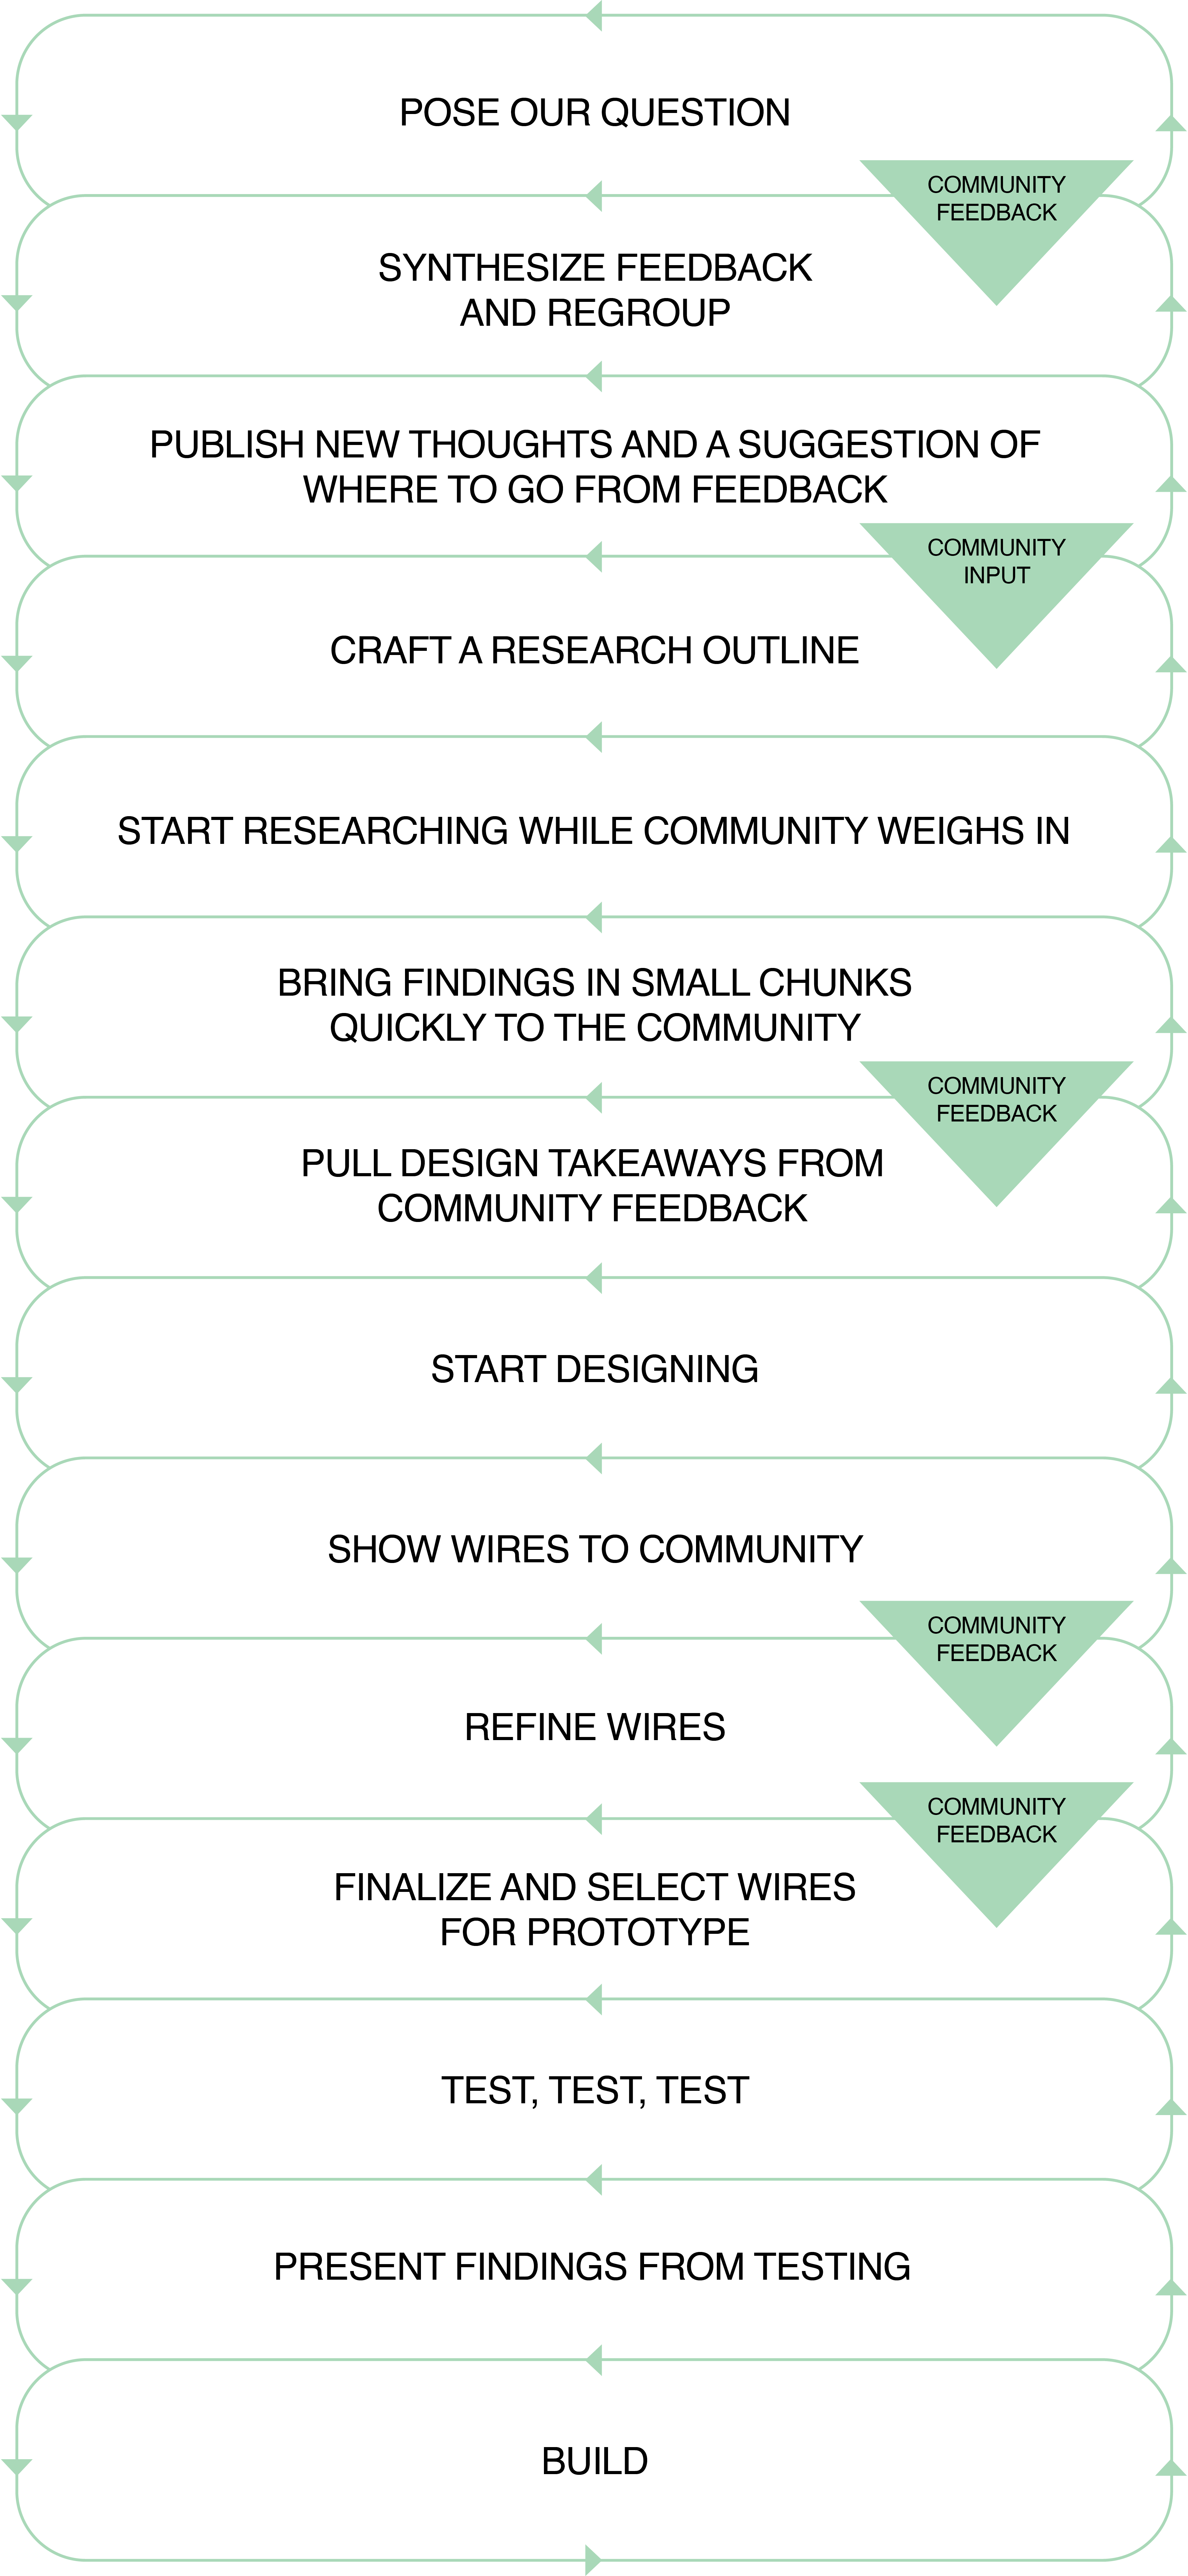 POSE OUR QUESTION
COMMUNITY
FEEDBACK
SYNTHESIZE FEEDBACK
AND REGROUP
PUBLISH NEW THOUGHTS AND A SUGGESTION OF
WHERE TO GO FROM FEEDBACK
COMMUNITY
INPUT
CRAFT A RESEARCH OUTLINE
START RESEARCHING WHILE COMMUNITY WEIGHS IN
BRING FINDINGS IN SMALL CHUNKS
QUICKLY TO THE COMMUNITY
COMMUNITY
FEEDBACK
PULL DESIGN TAKEAWAYS FROM
COMMUNITY FEEDBACK
START DESIGNING
SHOW WIRES TO COMMUNITY
COMMUNITY
FEEDBACK
REFINE WIRES
COMMUNITY
FEEDBACK
FINALIZE AND SELECT WIRES
FOR PROTOTYPE
TEST, TEST, TEST
PRESENT FINDINGS FROM TESTING
BUILD